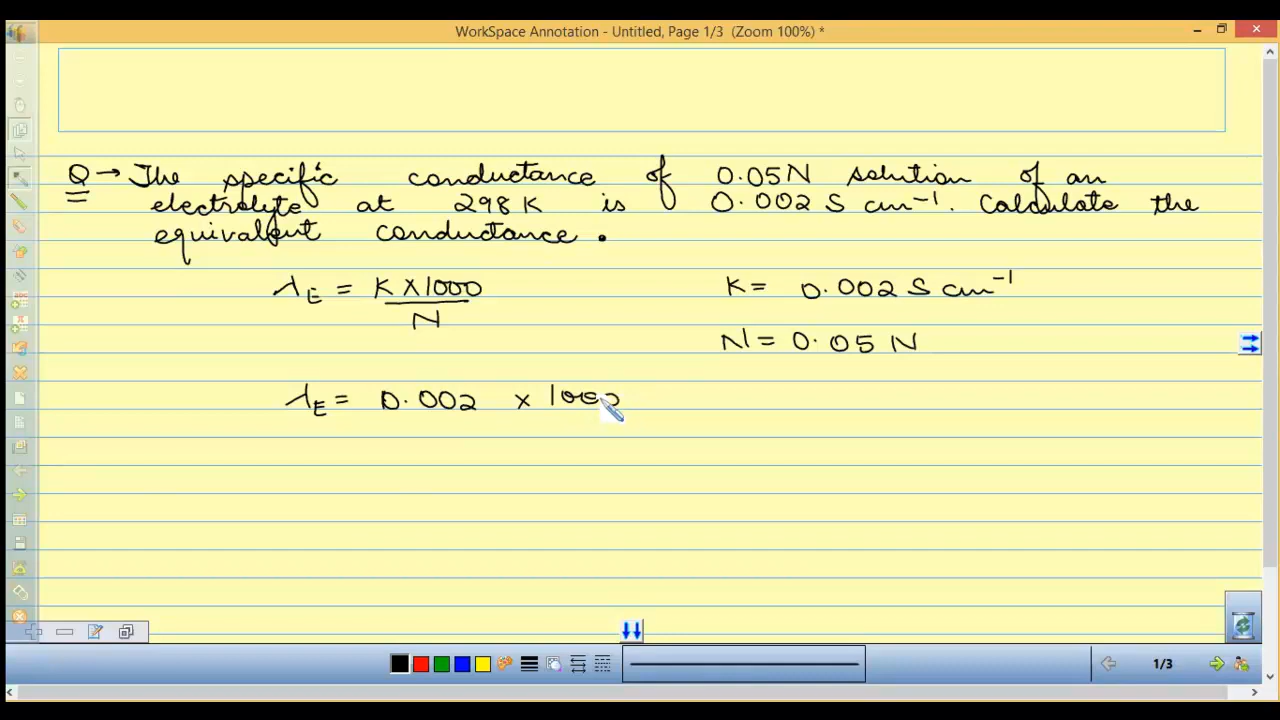 WorkSpace Annotation - Untitled, Page 1/3 (Zoom 100%) *
Q → The specific conductance of 0.05N solution of an
electrolyte at 298 K is 0.002 S cm⁻¹. Calculate the
equivalent conductance.
λE = K X 1000 / N
K = 0.002 S cm⁻¹
N = 0.05 N
λE = 0.002 x 1000
1/3